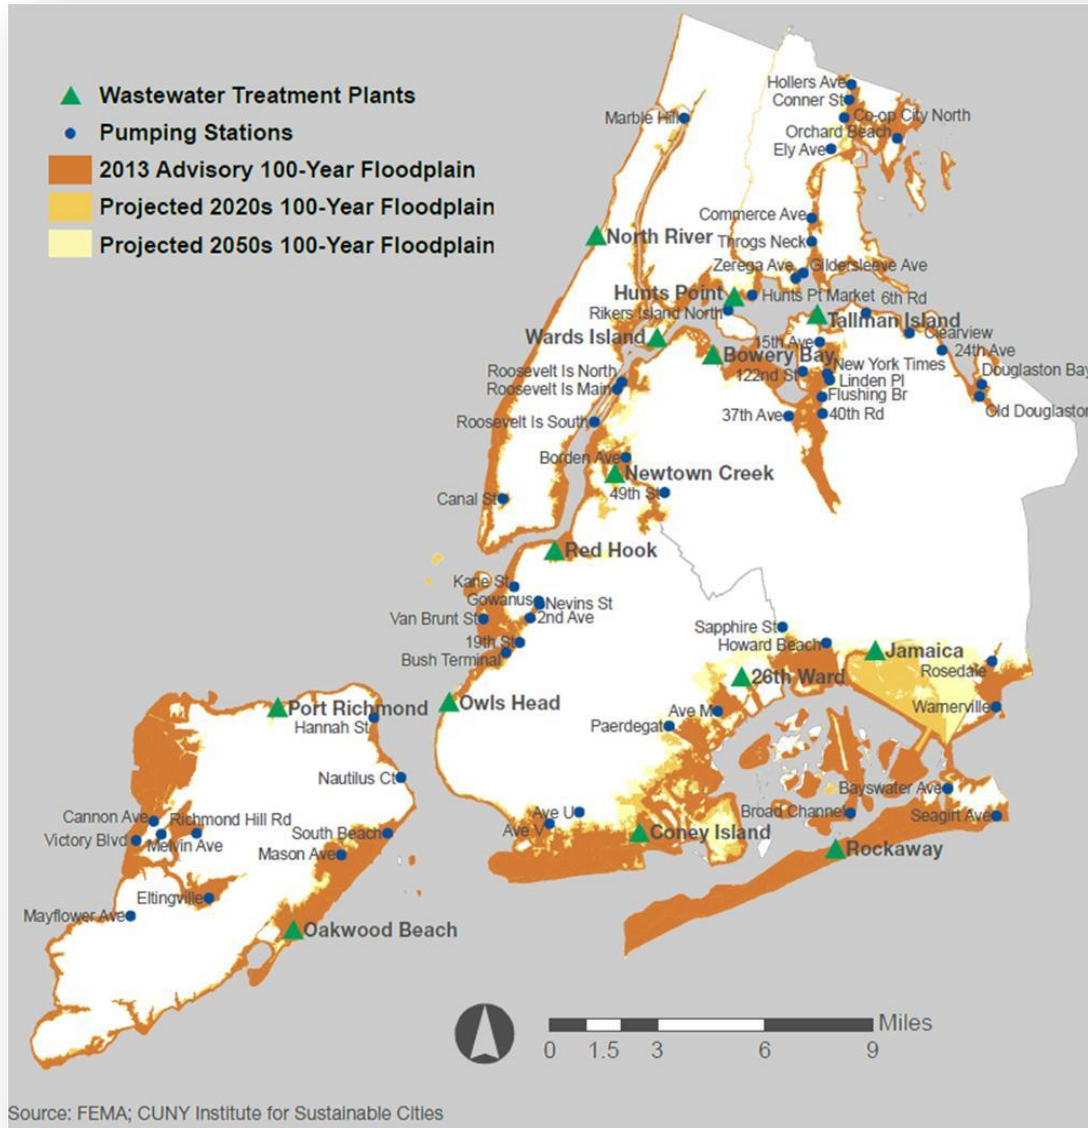 Wastewater Treatment Plants
Pumping Stations
2013 Advisory 100-Year Floodplain
Projected 2020s 100-Year Floodplain
Projected 2050s 100-Year Floodplain
Hollers Ave
Conner St
Co-op City North
Marble Hill
Orchard Beach
Ely Ave
Commerce Ave
North River
Throgs Neck
Zerega Ave
Gildersleeve Ave
Hunts Point
Hunts Pt Market
6th Rd
Rikers Island North
Tallman Island
Wards Island
Clearview
15th Ave
24th Ave
Bowery Bay
New York Times
Roosevelt Is North
122nd St
Douglaston Bay
Linden Pl
Roosevelt Is Main
Flushing Br
Old Douglaston
Roosevelt Is South
37th Ave
40th Rd
Borden Ave
Newtown Creek
49th St
Canal St
Red Hook
Kane St
Gowanus
Nevins St
Van Brunt St
2nd Ave
Sapphire St
19th St
Howard Beach
Bush Terminal
Jamaica
Rosedale
26th Ward
Port Richmond
Owls Head
Ave M
Warnerville
Hannah St
Paerdegat
Nautilus Ct
Bayswater Ave
Cannon Ave
Richmond Hill Rd
Ave U
Broad Channel
Seagirt Ave
Victory Blvd
Melvin Ave
South Beach
Ave V
Coney Island
Mason Ave
Rockaway
Eltingville
Mayflower Ave
Oakwood Beach
Miles
0 1.5 3 6 9
Source: FEMA; CUNY Institute for Sustainable Cities